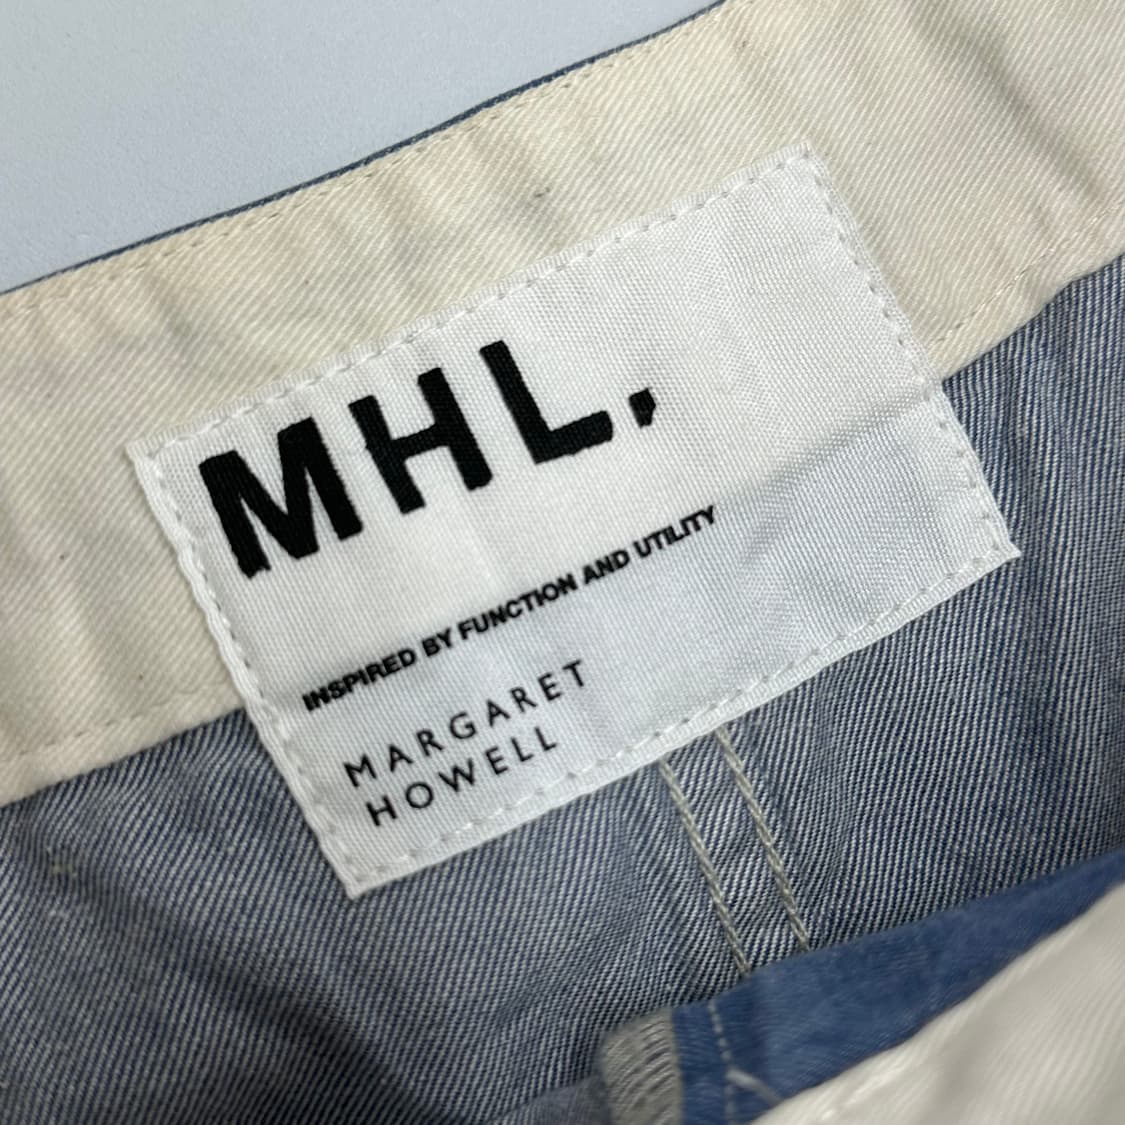 MHL.
INSPIRED BY FUNCTION AND UTILITY
MARGARET
HOWELL